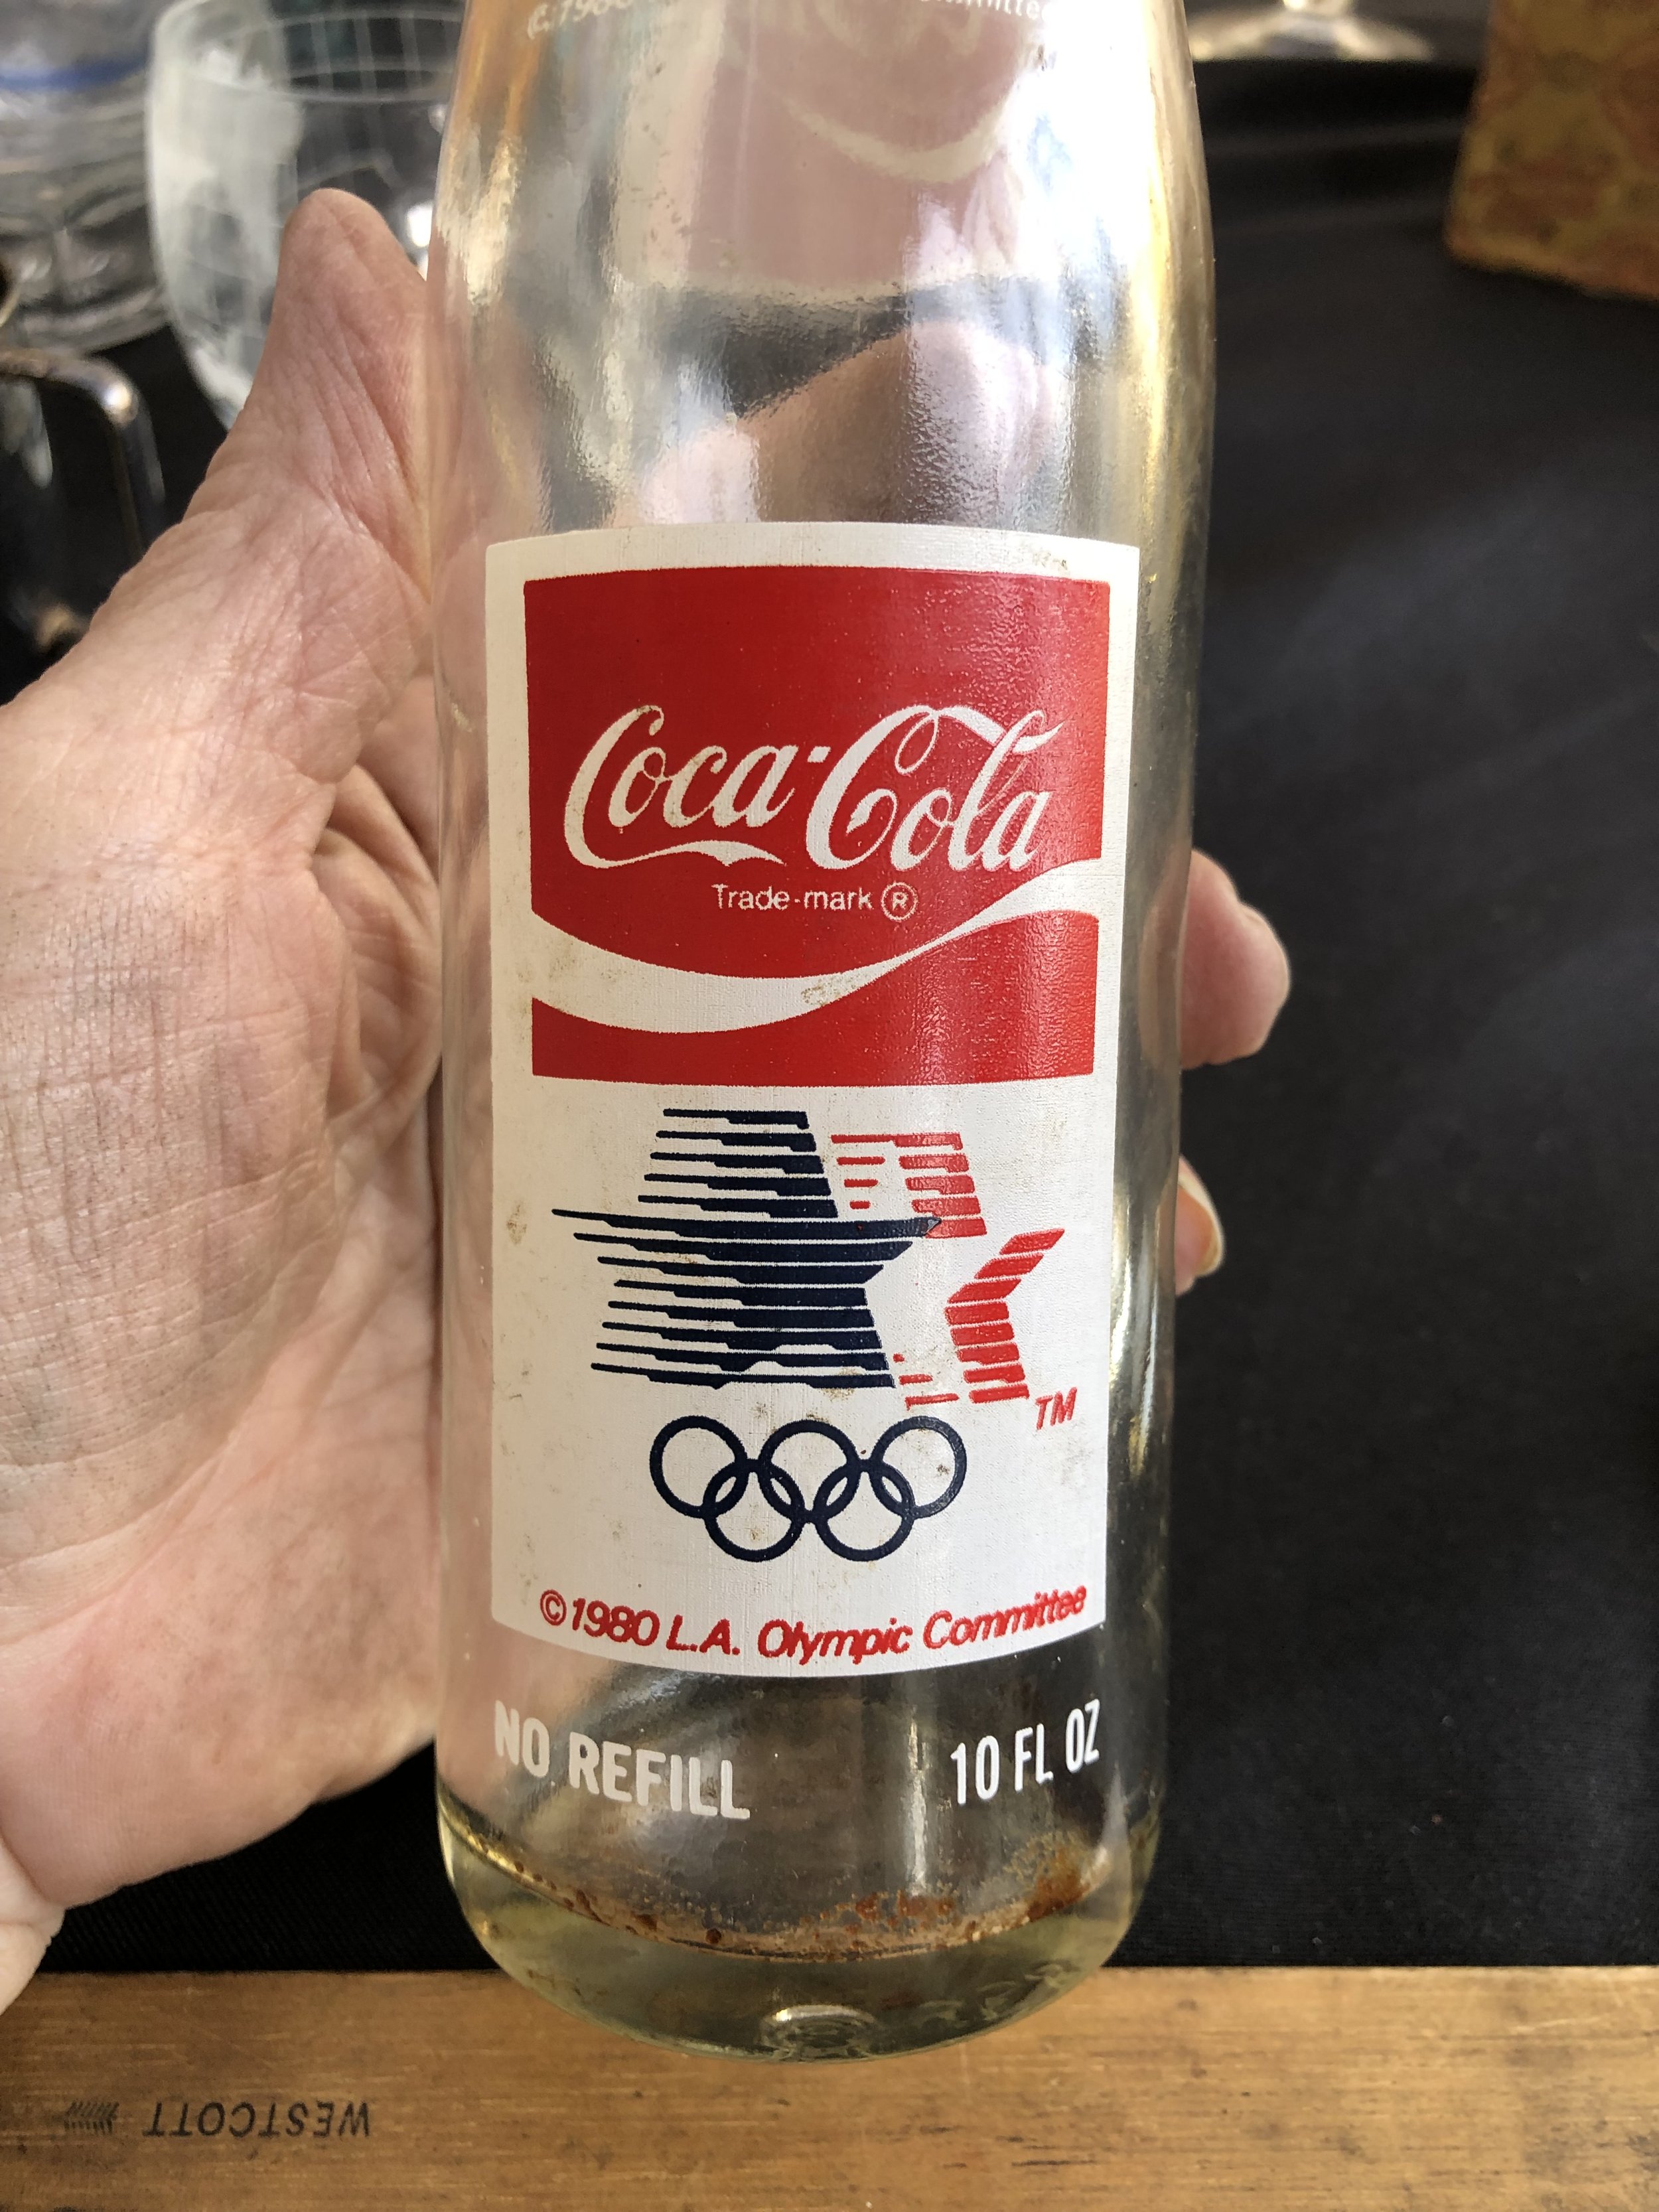 Coca-Cola
Trade-mark ®
TM
©1980 L.A. Olympic Committee
NO REFILL 10 FL OZ
WESTCOTT